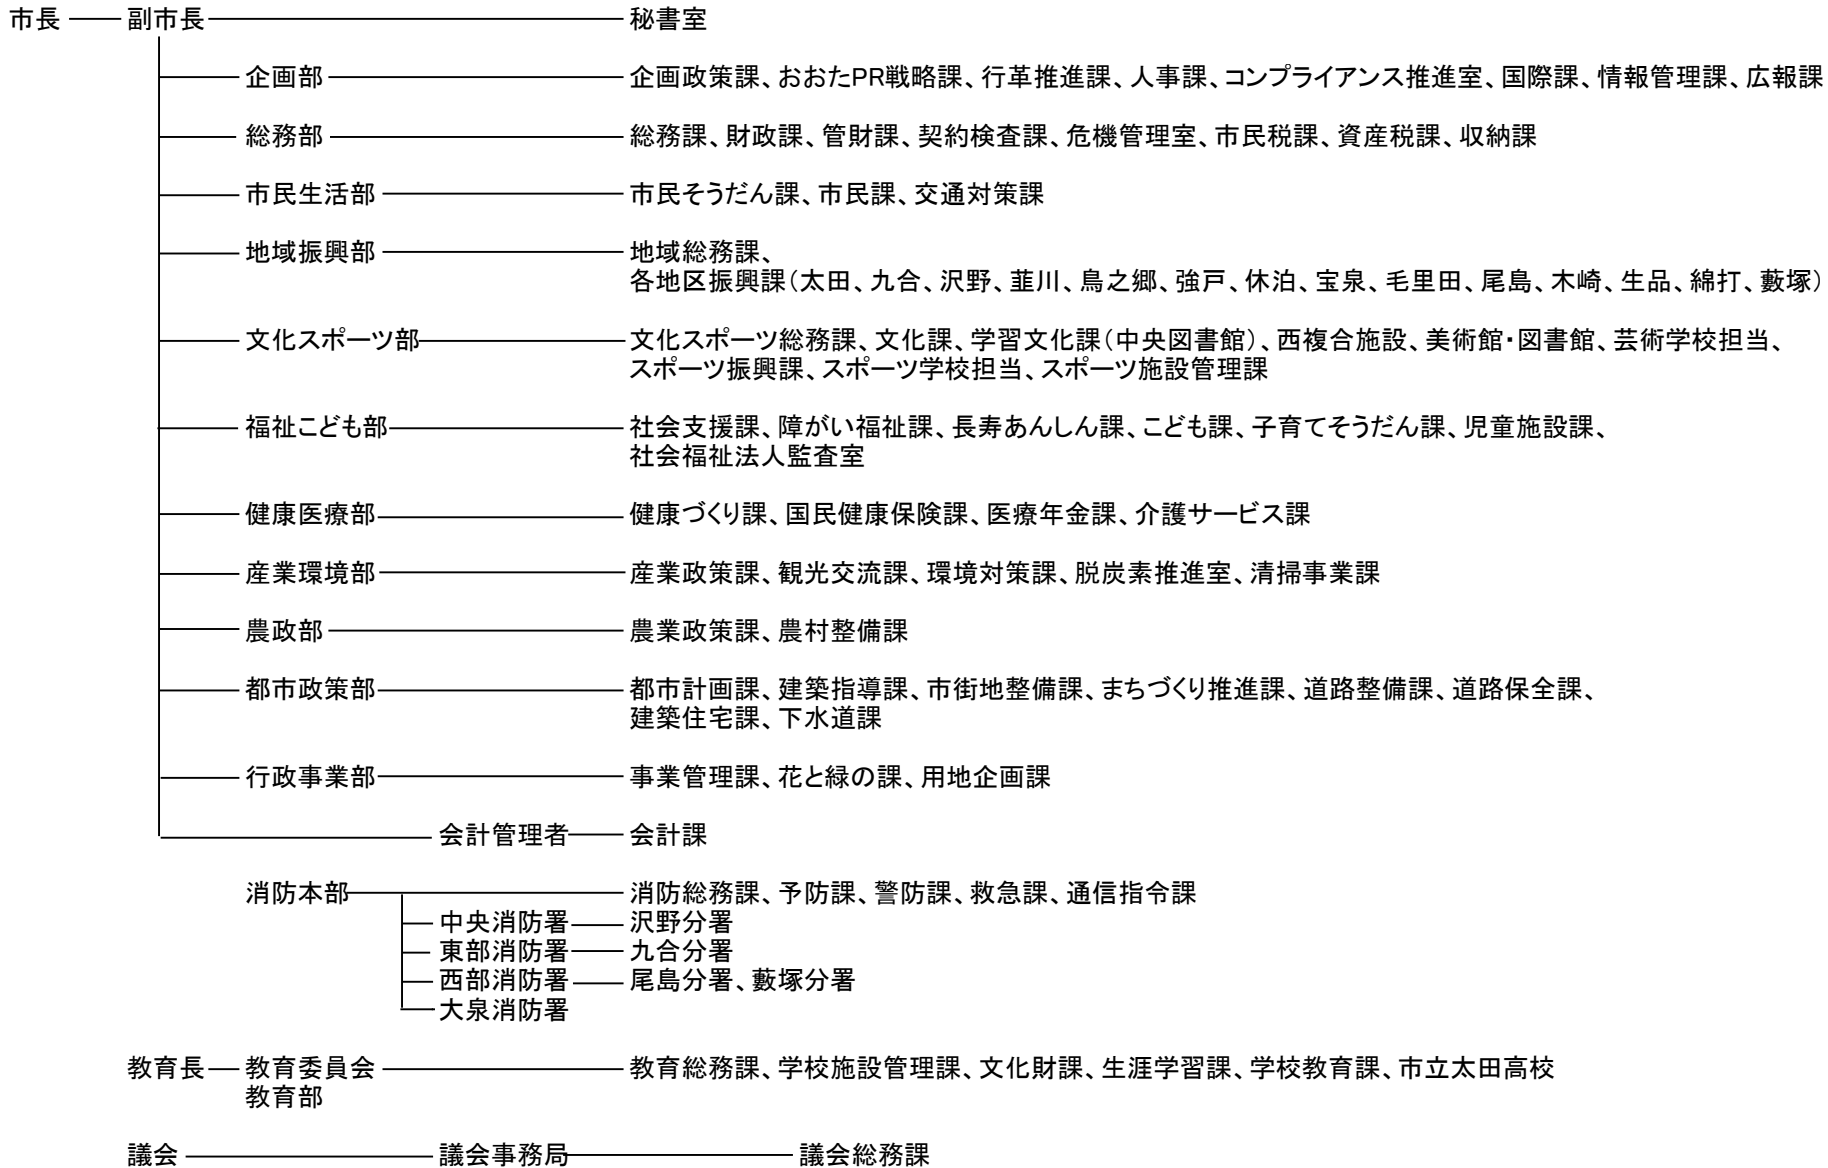 市長 副市長 秘書室
企画部 企画政策課、おおたPR戦略課、行革推進課、人事課、コンプライアンス推進室、国際課、情報管理課、広報課
総務部 総務課、財政課、管財課、契約検査課、危機管理室、市民税課、資産税課、収納課
市民生活部 市民そうだん課、市民課、交通対策課
地域振興部 地域総務課、
各地区振興課(太田、九合、沢野、韮川、鳥之郷、強戸、休泊、宝泉、毛里田、尾島、木崎、生品、綿打、藪塚)
文化スポーツ部 文化スポーツ総務課、文化課、学習文化課(中央図書館)、西複合施設、美術館・図書館、芸術学校担当、
スポーツ振興課、スポーツ学校担当、スポーツ施設管理課
福祉こども部 社会支援課、障がい福祉課、長寿あんしん課、こども課、子育てそうだん課、児童施設課、
社会福祉法人監査室
健康医療部 健康づくり課、国民健康保険課、医療年金課、介護サービス課
産業環境部 産業政策課、観光交流課、環境対策課、脱炭素推進室、清掃事業課
農政部 農業政策課、農村整備課
都市政策部 都市計画課、建築指導課、市街地整備課、まちづくり推進課、道路整備課、道路保全課、
建築住宅課、下水道課
行政事業部 事業管理課、花と緑の課、用地企画課
会計管理者 会計課
消防本部 消防総務課、予防課、警防課、救急課、通信指令課
中央消防署 沢野分署
東部消防署 九合分署
西部消防署 尾島分署、藪塚分署
大泉消防署
教育長 教育委員会 教育総務課、学校施設管理課、文化財課、生涯学習課、学校教育課、市立太田高校
教育部
議会 議会事務局 議会総務課